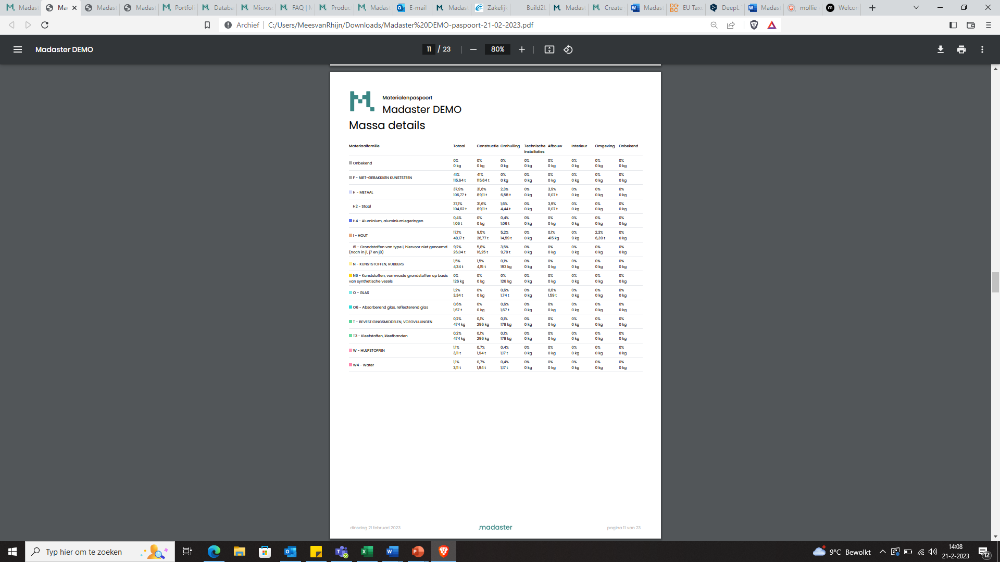 Madast
Ma
Madast
Madast
Portfoli
Databa
Micros
FAQ | M
Produc
Madast
E-mail
Madast
Zakelijk
Build2L
Madast
Create
Madast
EU Taxo
DeepL
Madast
mollie
Welcor
Archief
C:/Users/MeesvanRhijn/Downloads/Madaster%20DEMO-paspoort-21-02-2023.pdf
Madaster DEMO
11 / 23
80%
Materialenpaspoort
Madaster DEMO
Massa details
Materiaalfamilie Totaal Constructie Omhulling Technische Afbouw Interieur Omgeving Onbekend
Installaties
Onbekend
0% 0% 0% 0% 0% 0% 0% 0%
0 kg 0 kg 0 kg 0 kg 0 kg 0 kg 0 kg 0 kg
F - NIET-GEBAKKKEN KUNSTSTEEN
41% 41% 0% 0% 0% 0% 0% 0%
115,64 t 115,64 t 0 kg 0 kg 0 kg 0 kg 0 kg 0 kg
H - METAAL
37,9% 31,6% 2,3% 0% 3,9% 0% 0% 0%
106,77 t 89,11 t 6,58 t 0 kg 11,07 t 0 kg 0 kg 0 kg
H2 - Staal
37,1% 31,6% 1,6% 0% 3,9% 0% 0% 0%
104,62 t 89,11 t 4,44 t 0 kg 11,07 t 0 kg 0 kg 0 kg
H4 - Aluminium, aluminiumlegeringen
0,4% 0% 0,4% 0% 0% 0% 0% 0%
1,06 t 0 kg 1,06 t 0 kg 0 kg 0 kg 0 kg 0 kg
I - HOUT
17,1% 9,5% 5,2% 0% 0,1% 0% 2,3% 0%
48,17 t 26,77 t 14,59 t 0 kg 415 kg 9 kg 6,39 t 0 kg
I9 - Grondstoffen van type i, hiervoor niet genoemd
(noch in j1, j7 en j8)
9,2% 5,8% 3,5% 0% 0% 0% 0% 0%
26,04 t 16,25 t 9,79 t 0 kg 0 kg 0 kg 0 kg 0 kg
N - KUNSTSTOFFEN, RUBBERS
1,5% 1,5% 0,1% 0% 0% 0% 0% 0%
4,34 t 4,15 t 193 kg 0 kg 0 kg 0 kg 0 kg 0 kg
N6 - Kunststoffen, vormvaste grondstoffen op basis
van synthetische vezels
0% 0% 0% 0% 0% 0% 0% 0%
126 kg 0 kg 126 kg 0 kg 0 kg 0 kg 0 kg 0 kg
O - GLAS
1,2% 0% 0,6% 0% 0,6% 0% 0% 0%
3,34 t 0 kg 1,74 t 0 kg 1,59 t 0 kg 0 kg 0 kg
O6 - Absorberend glas, reflecterend glas
0,6% 0% 0,6% 0% 0% 0% 0% 0%
1,67 t 0 kg 1,67 t 0 kg 0 kg 0 kg 0 kg 0 kg
T - BEVESTIGINGSMIDDELEN, VOEGVULLINGEN
0,2% 0,1% 0,1% 0% 0% 0% 0% 0%
474 kg 296 kg 178 kg 0 kg 0 kg 0 kg 0 kg 0 kg
T3 - Kleefstoffen, kleefbanden
0,2% 0,1% 0,1% 0% 0% 0% 0% 0%
474 kg 296 kg 178 kg 0 kg 0 kg 0 kg 0 kg 0 kg
W - HULPSTOFFEN
1,1% 0,7% 0,4% 0% 0% 0% 0% 0%
3,11 t 1,94 t 1,17 t 0 kg 0 kg 0 kg 0 kg 0 kg
W4 - Water
1,1% 0,7% 0,4% 0% 0% 0% 0% 0%
3,11 t 1,94 t 1,17 t 0 kg 0 kg 0 kg 0 kg 0 kg
dinsdag 21 februari 2023
madaster
pagina 11 van 23
Typ hier om te zoeken
9°C Bewolkt
14:08
21-2-2023
12